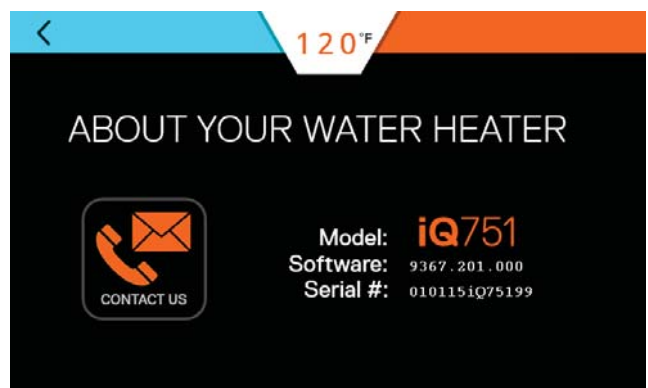 120°F
ABOUT YOUR WATER HEATER
CONTACT US
Model: iQ751
Software: 9367.201.000
Serial #: 010115iQ75199